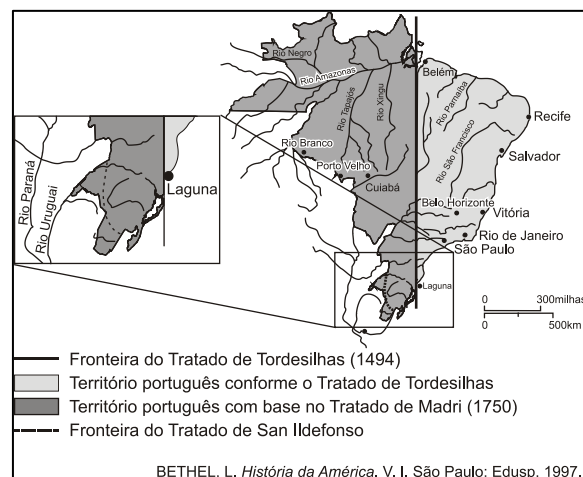 Rio Negro
Rio Amazonas
Belém
Rio Parnaíba
Rio Tapajós
Rio Xingu
Recife
Rio São Francisco
Rio Branco
Salvador
Porto Velho
Cuiabá
Belo Horizonte
Vitória
Rio de Janeiro
São Paulo
Laguna
Rio Paraná
Rio Uruguai
Laguna
0 300milhas
0 500km
Fronteira do Tratado de Tordesilhas (1494)
Território português conforme o Tratado de Tordesilhas
Território português com base no Tratado de Madri (1750)
Fronteira do Tratado de San Ildefonso
BETHEL, L. História da América. V. I. São Paulo: Edusp. 1997.